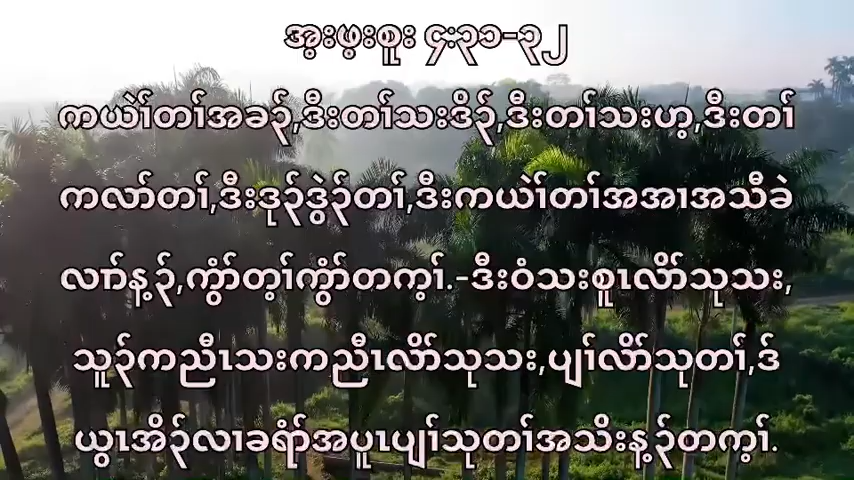 အ့းဖ့းစူး ၄:၃၁-၃၂
ကယဲၢ်တၢ်အခၣ်,ဒီးတၢ်သးဒိၣ်,ဒီးတၢ်သးဟ့,ဒီးတၢ်
ကလာ်တၢ်,ဒီးဒုၣ်ဒွဲၣ်တၢ်,ဒီးကယဲၢ်တၢ်အအၢအသီခဲ
လၢာ်န့ၣ်,ကွံာ်တ့ၢ်ကွံာ်တက့ၢ်.-ဒီးဝံသးစူၤလိာ်သုသး,
သူၣ်ကညီၤသးကညီၤလိာ်သုသး,ပျၢ်လိာ်သုတၢ်,ဒ်
ယွၤအိၣ်လၢခရံာ်အပူၤပျၢ်သုတၢ်အသိးန့ၣ်တက့ၢ်.